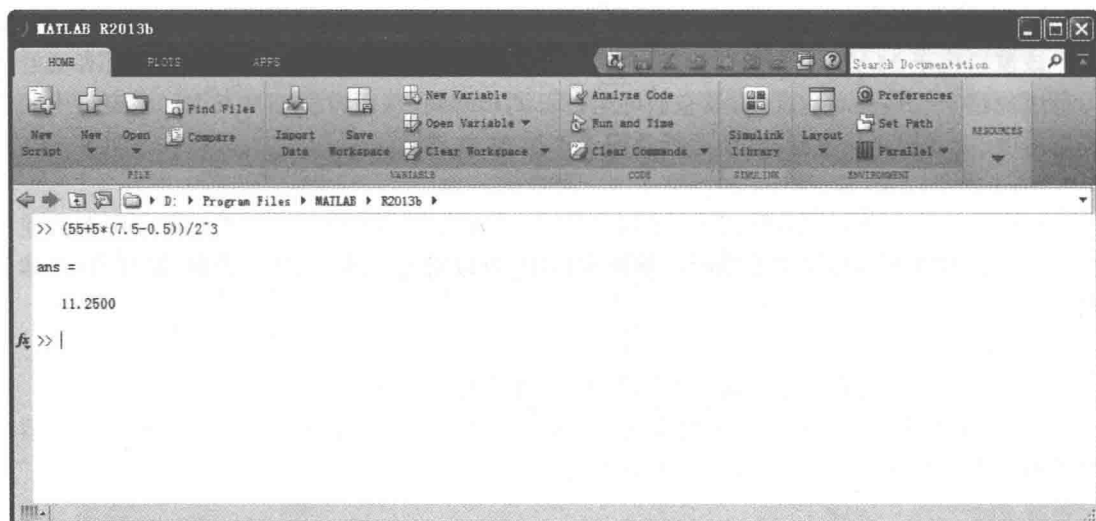 MATLAB R2013b
HOME PLOTS APPS
Search Documentation
New Script
New
Open
Find Files
Compare
Import Data
Save Workspace
New Variable
Open Variable
Clear Workspace
Analyze Code
Run and Time
Clear Commands
Simulink Library
Layout
Preferences
Set Path
Parallel
RESOURCES
FILE VARIABLE CODE SIMULINK ENVIRONMENT
D: Program Files MATLAB R2013b
>> (55+5*(7.5-0.5))/2^3
ans =
11.2500
fx >>